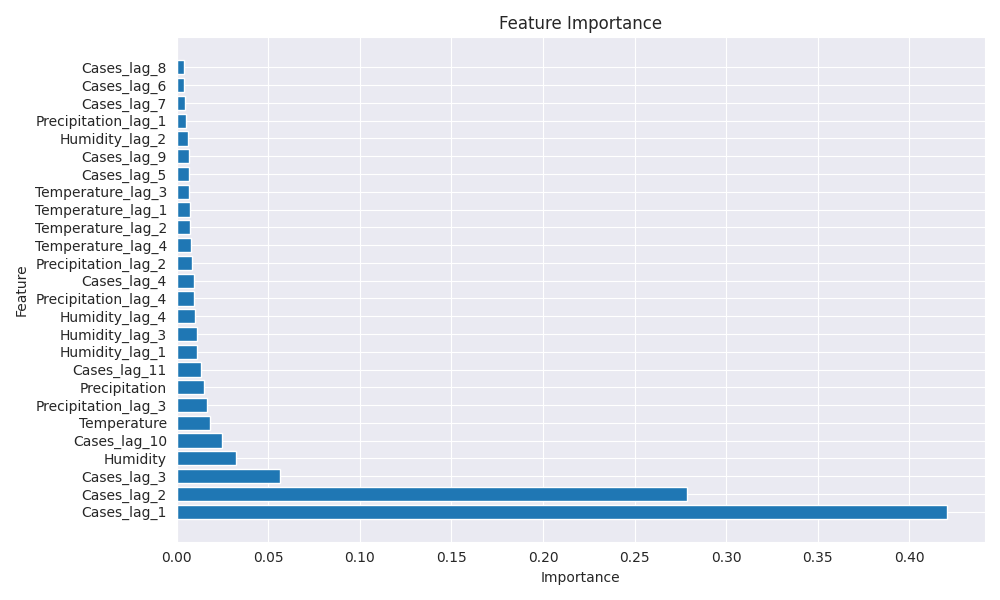 Feature Importance
Cases_lag_8
Cases_lag_6
Cases_lag_7
Precipitation_lag_1
Humidity_lag_2
Cases_lag_9
Cases_lag_5
Temperature_lag_3
Temperature_lag_1
Temperature_lag_2
Temperature_lag_4
Precipitation_lag_2
Cases_lag_4
Precipitation_lag_4
Humidity_lag_4
Humidity_lag_3
Humidity_lag_1
Cases_lag_11
Precipitation
Precipitation_lag_3
Temperature
Cases_lag_10
Humidity
Cases_lag_3
Cases_lag_2
Cases_lag_1
Feature
0.00 0.05 0.10 0.15 0.20 0.25 0.30 0.35 0.40
Importance